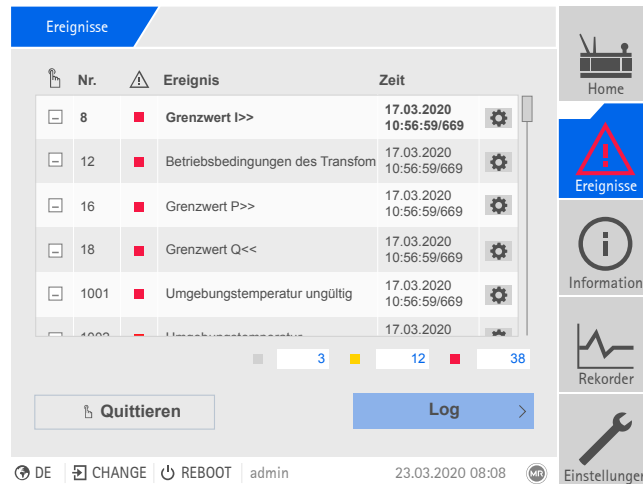 Ereignisse
Nr. Ereignis Zeit
8 Grenzwert I>> 17.03.2020
10:56:59/669
12 Betriebsbedingungen des Transfom 17.03.2020
10:56:59/669
16 Grenzwert P>> 17.03.2020
10:56:59/669
18 Grenzwert Q<< 17.03.2020
10:56:59/669
1001 Umgebungstemperatur ungültig 17.03.2020
10:56:59/669
17.03.2020
3 12 38
Quittieren Log
DE CHANGE REBOOT admin 23.03.2020 08:08 MR
Home
Ereignisse
Information
Rekorder
Einstellungen